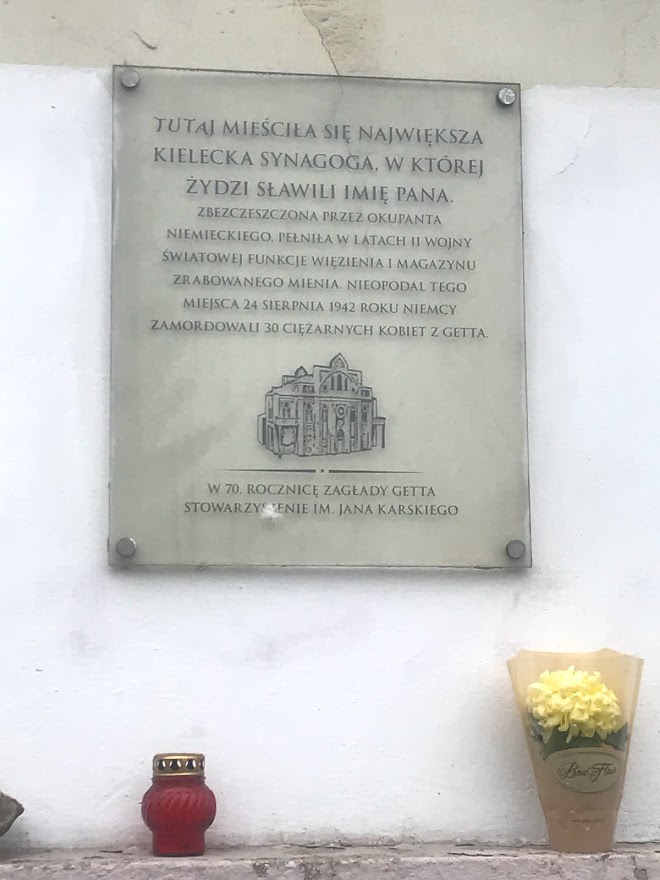 TUTAJ MIEŚCIŁA SIĘ NAJWIĘKSZA
KIELECKA SYNAGOGA, W KTÓREJ
ŻYDZI SŁAWILI IMIĘ PANA.
ZBEZCZESZCZONA PRZEZ OKUPANTA
NIEMIECKIEGO, PEŁNIŁA W LATACH II WOJNY
ŚWIATOWEJ FUNKCJE WIĘZIENIA I MAGAZYNU
ZRABOWANEGO MIENIA. NIEOPODAL TEGO
MIEJSCA 24 SIERPNIA 1942 ROKU NIEMCY
ZAMORDOWALI 30 CIĘŻARNYCH KOBIET Z GETTA.
W 70. ROCZNICĘ ZAGŁADY GETTA
STOWARZYSZENIE IM. JANA KARSKIEGO